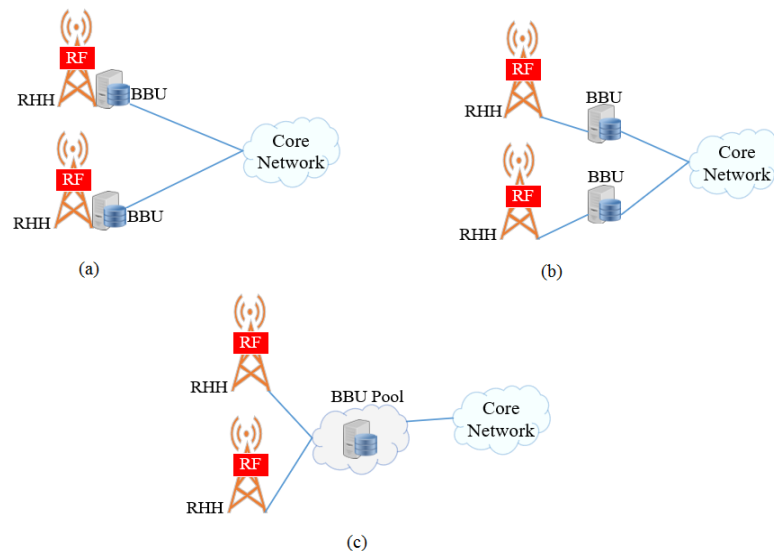 RF
RHH
BBU
RF
RHH
BBU
Core
Network
(a)
RF
RHH
BBU
RF
RHH
BBU
Core
Network
(b)
RF
RHH
RF
RHH
BBU Pool
Core
Network
(c)